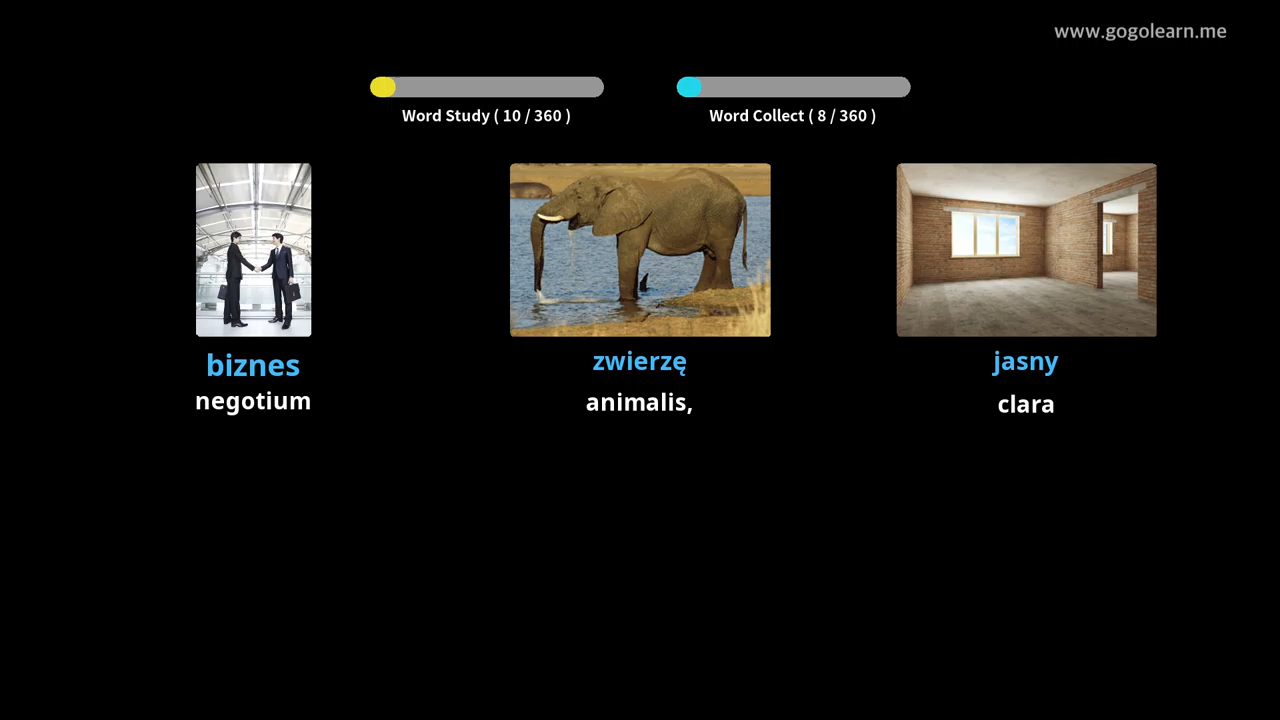 www.gogolearn.me
Word Study ( 10 / 360 )
Word Collect ( 8 / 360 )
biznes
negotium
zwierzę
animalis,
jasny
clara